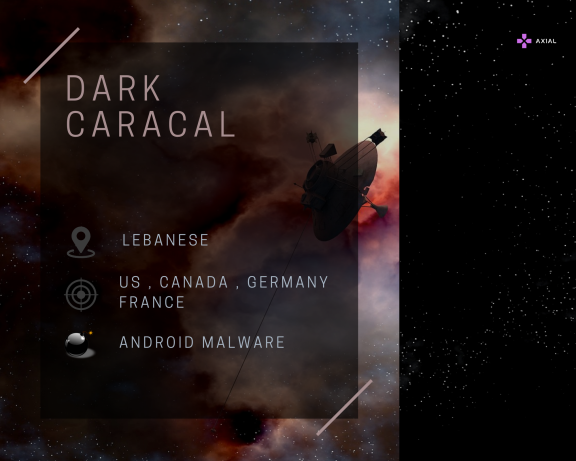 AXIAL
DARK
CARACAL
LEBANESE
US , CANADA , GERMANY
FRANCE
ANDROID MALWARE